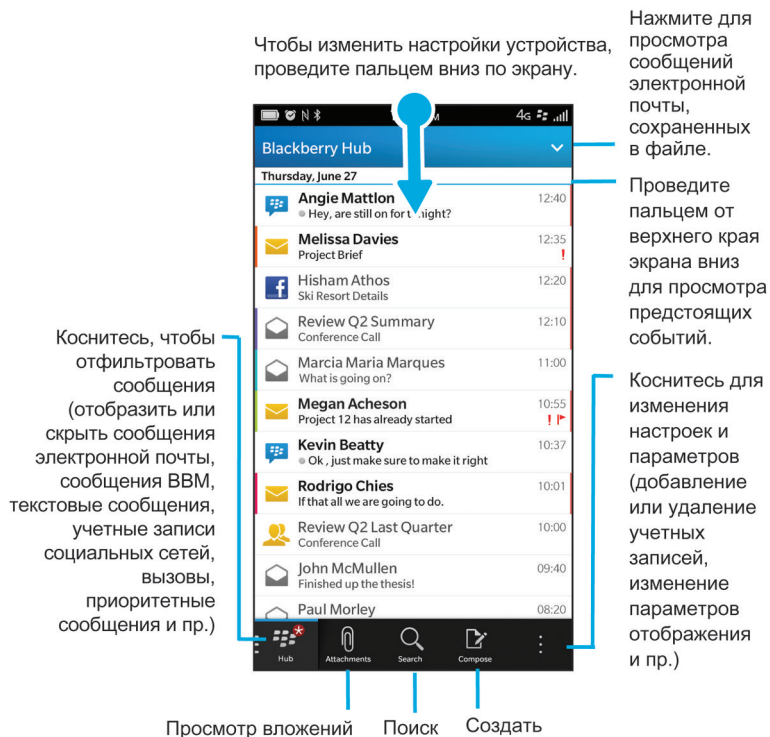 Чтобы изменить настройки устройства,
проведите пальцем вниз по экрану.
Нажмите для
просмотра
сообщений
электронной
почты,
сохраненных
в файле.
4G
Blackberry Hub
Thursday, June 27
Angie Mattlon 12:40
Hey, are still on for t night?
Melissa Davies 12:35
Project Brief !
Hisham Athos 12:20
Ski Resort Details
Review Q2 Summary 12:10
Conference Call
Marcia Maria Marques 11:00
What is going on?
Megan Acheson 10:55
Project 12 has already started !
Kevin Beatty 10:37
Ok , just make sure to make it right
Rodrigo Chies 10:01
If that all we are going to do.
Review Q2 Last Quarter 10:00
Conference Call
John McMullen 09:40
Finished up the thesis!
Paul Morley 08:20
Hub Attachments Search Compose
Проведите
пальцем от
верхнего края
экрана вниз
для просмотра
предстоящих
событий.
Коснитесь, чтобы
отфильтровать
сообщения
(отобразить или
скрыть сообщения
электронной почты,
сообщения BBM,
текстовые сообщения,
учетные записи
социальных сетей,
вызовы,
приоритетные
сообщения и пр.)
Коснитесь для
изменения
настроек и
параметров
(добавление
или удаление
учетных
записей,
изменение
параметров
отображения
и пр.)
Просмотр вложений Поиск Создать